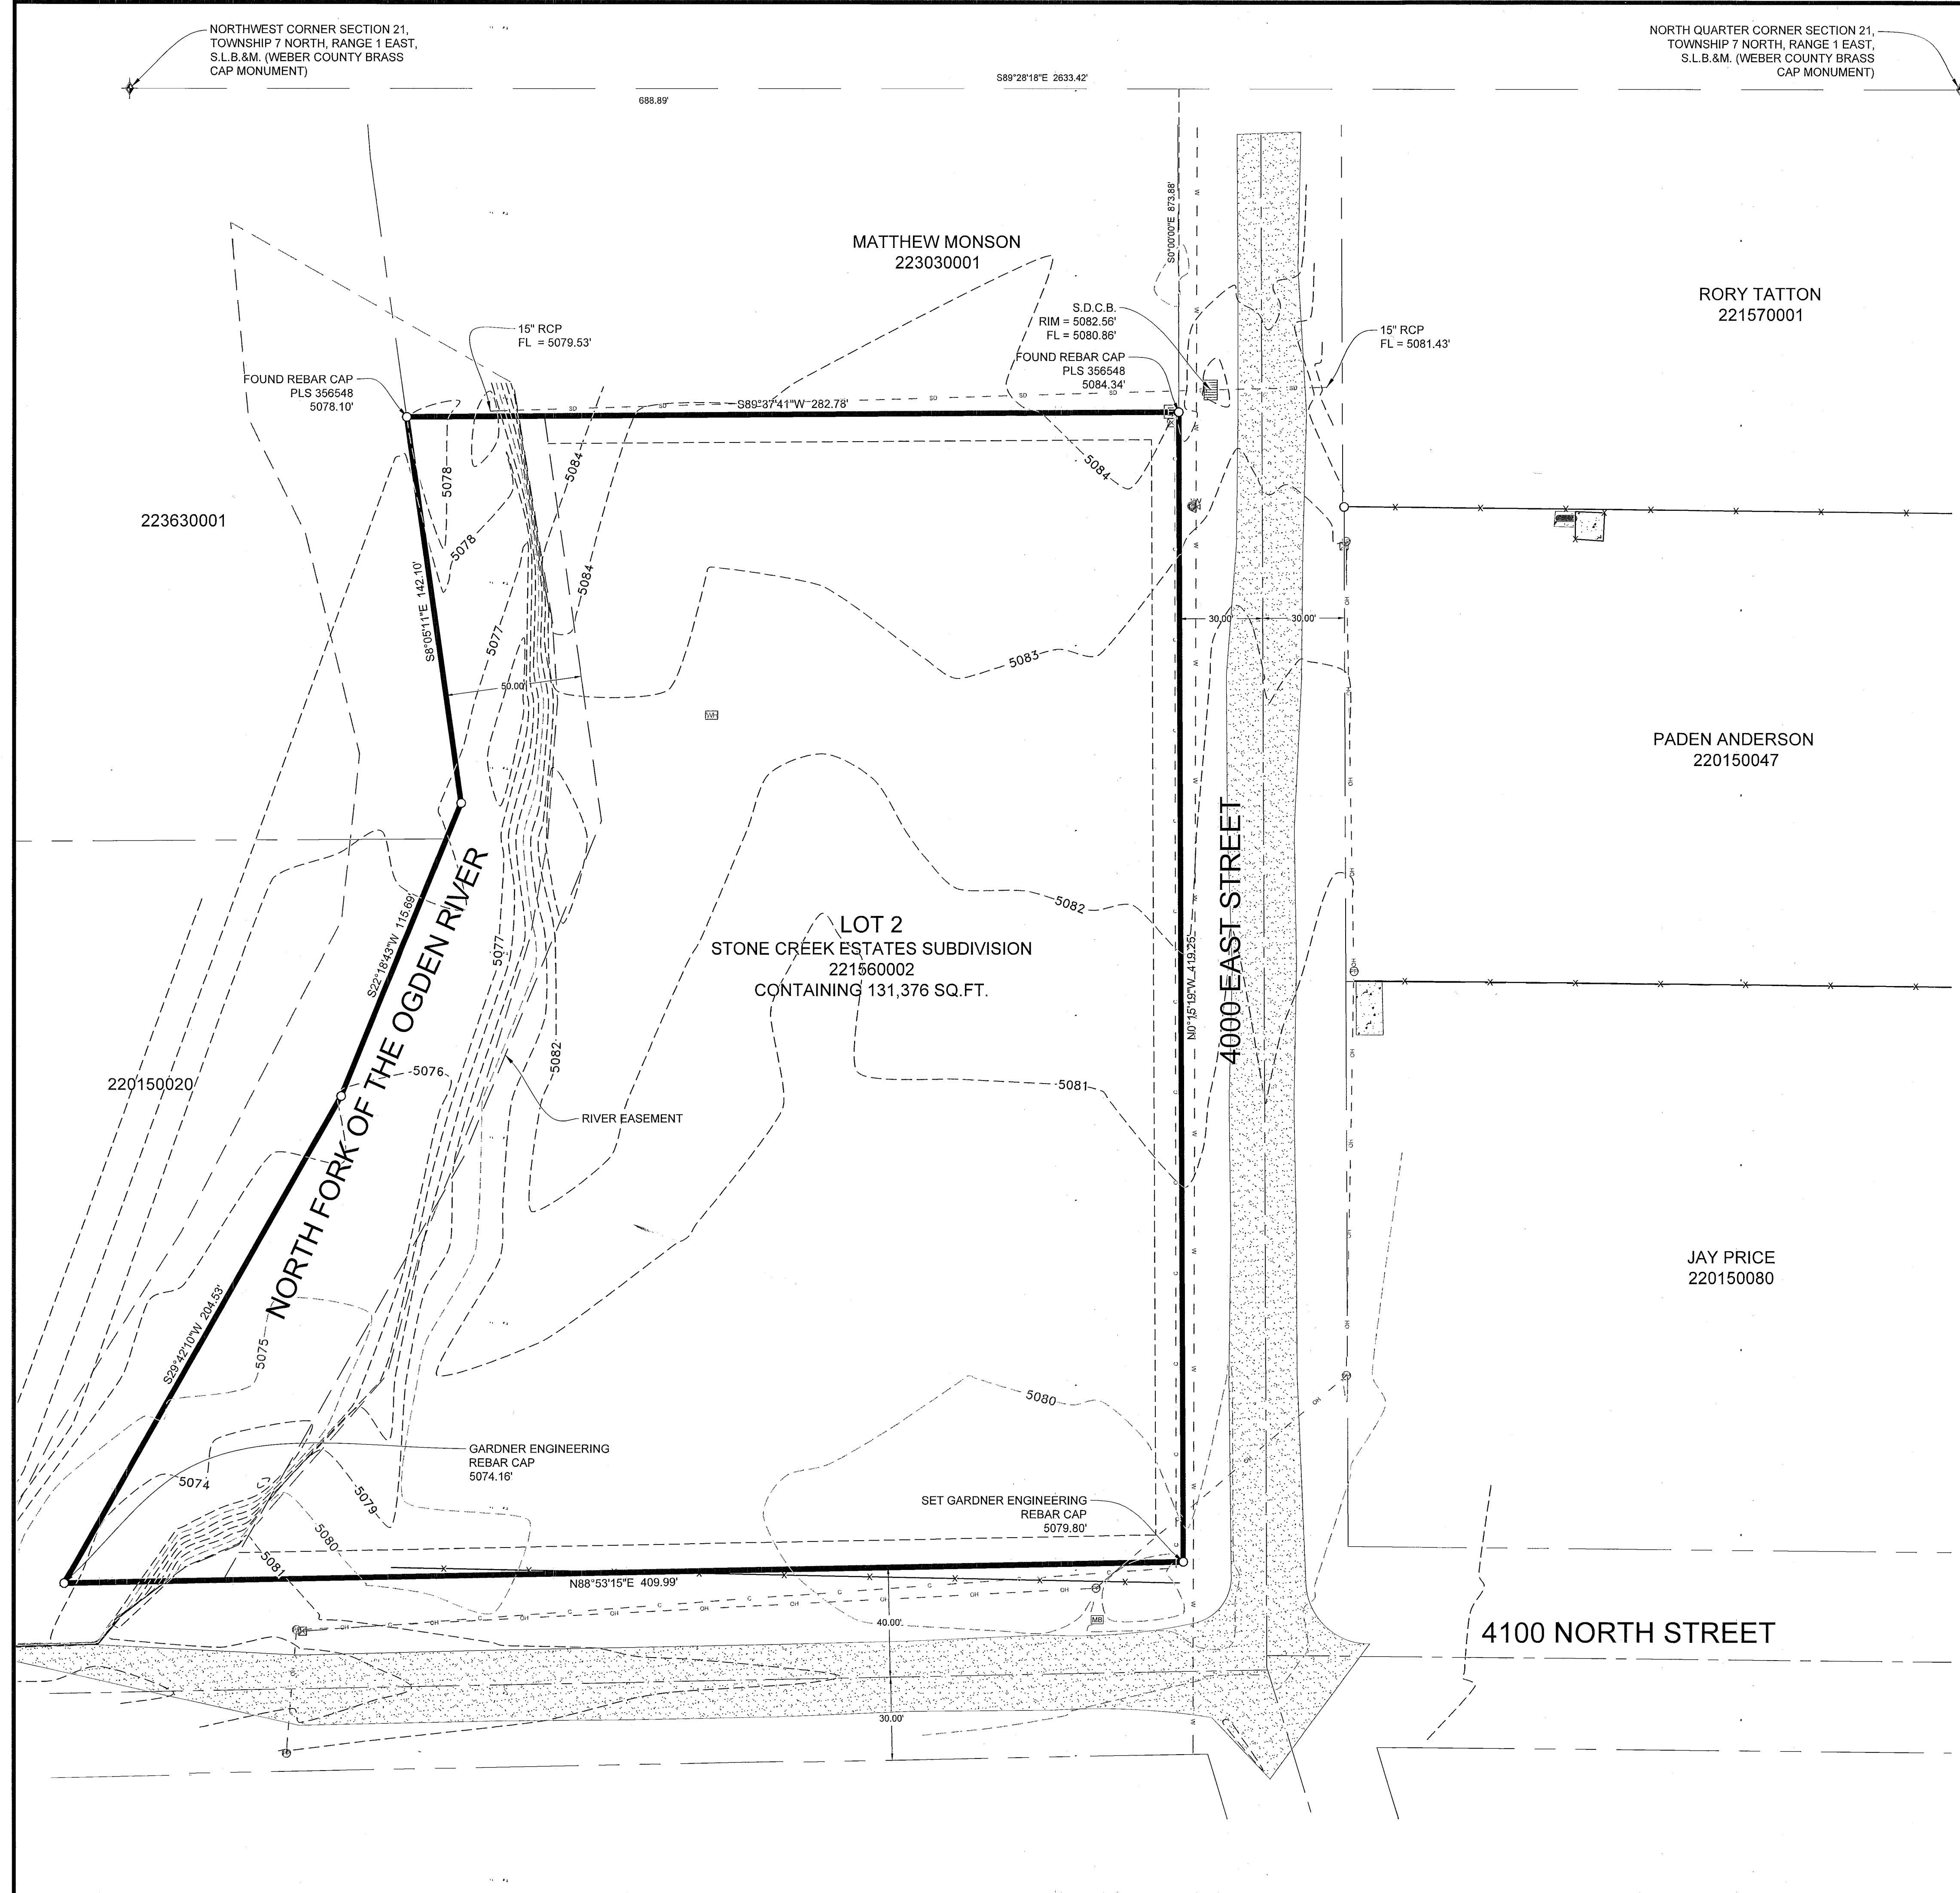 NORTHWEST CORNER SECTION 21,
TOWNSHIP 7 NORTH, RANGE 1 EAST,
S.L.B.&M. (WEBER COUNTY BRASS
CAP MONUMENT)
NORTH QUARTER CORNER SECTION 21,
TOWNSHIP 7 NORTH, RANGE 1 EAST,
S.L.B.&M. (WEBER COUNTY BRASS
CAP MONUMENT)
S89°28'18"E 2633.42'
688.89'
S0°00'00"E 873.88'
MATTHEW MONSON
223030001
RORY TATTON
221570001
S.D.C.B.
RIM = 5082.56'
FL = 5080.86'
15" RCP
FL = 5079.53'
15" RCP
FL = 5081.43'
FOUND REBAR CAP
PLS 356548
5078.10'
FOUND REBAR CAP
PLS 356548
5084.34'
S89°37'41"W 282.78'
5078
5084
5084
223630001
5078
5084
S8°05'11"E 142.10'
5077
5083
30.00'
30.00'
50.00'
WH
PADEN ANDERSON
220150047
4000 EAST STREET
N0°15'19"W 419.25'
5082
LOT 2
STONE CREEK ESTATES SUBDIVISION
221560002
CONTAINING 131,376 SQ.FT.
S22°18'43"W 115.69'
NORTH FORK OF THE OGDEN RIVER
5077
5082
220150020
5076
5081
RIVER EASEMENT
JAY PRICE
220150080
S29°42'10"W 204.53'
5075
5080
GARDNER ENGINEERING
REBAR CAP
5074.16'
5074
5079
SET GARDNER ENGINEERING
REBAR CAP
5079.80'
5080
5081
N88°53'15"E 409.99'
40.00'
MB
4100 NORTH STREET
30.00'